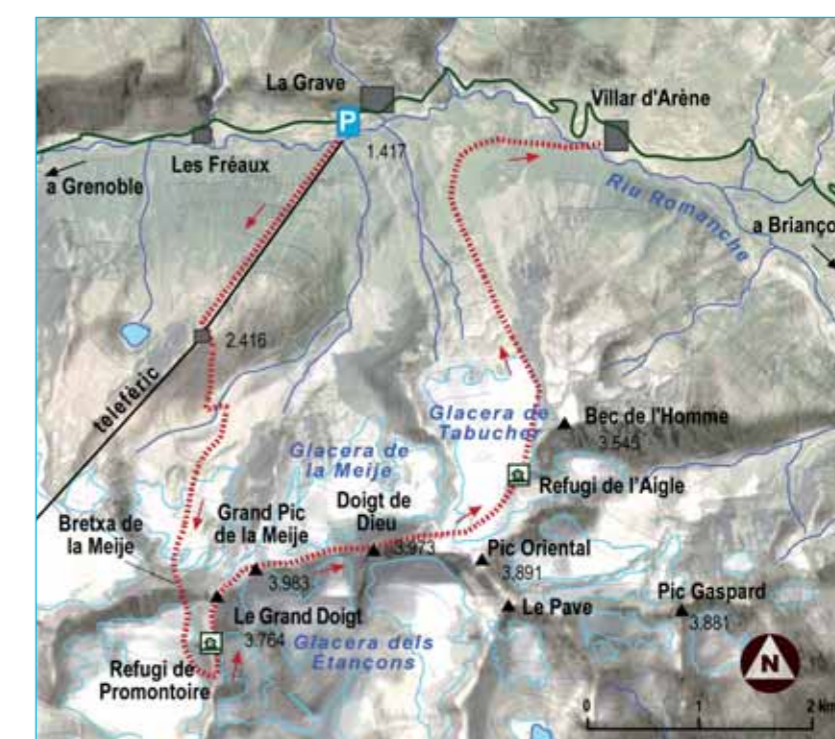 La Grave
P
Villar d'Arène
Les Fréaux
1.417
a Grenoble
Riu Romanche
a Brianço
2.416
telefèric
Glacera de
Tabucher
Bec de l'Homme
3.545
Glacera de
la Meije
Refugi de l'Aigle
Bretxa de
la Meije
Grand Pic
de la Meije
Doigt de
Dieu
3.973
Pic Oriental
3.891
3.983
Pic Gaspard
3.881
Le Pave
Le Grand Doigt
3.764
Glacera dels
Étançons
Refugi de
Promontoire
N
0
1
2 km